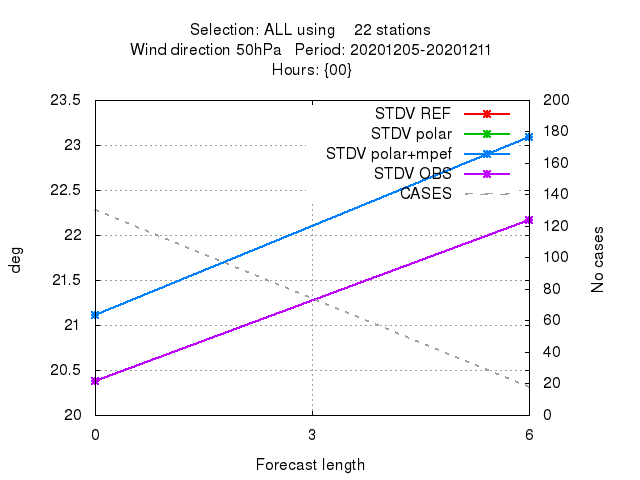 Selection: ALL using 22 stations
Wind direction 50hPa Period: 20201205-20201211
Hours: {00}
23.5
23
22.5
22
21.5
21
20.5
20
deg
STDV REF
STDV polar
STDV polar+mpef
STDV OBS
CASES
200
180
160
140
120
100
80
60
40
20
0
No cases
0 3 6
Forecast length